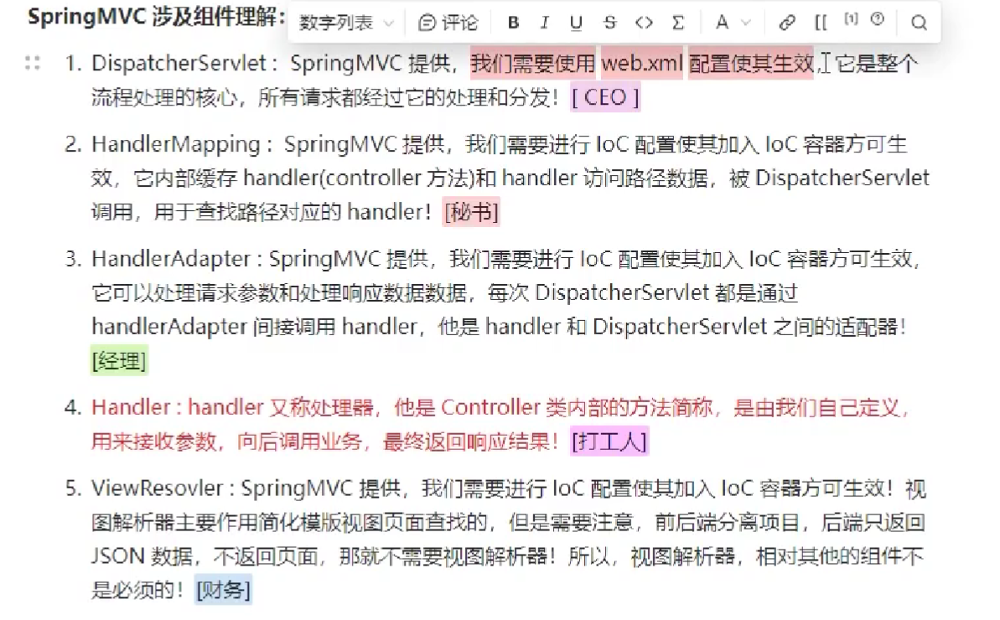 SpringMVC 涉及组件理解：
数字列表 评论 B I U S <> Σ A [[ [1] ?
1. DispatcherServlet : SpringMVC 提供，我们需要使用 web.xml 配置使其生效，它是整个
流程处理的核心，所有请求都经过它的处理和分发！[ CEO ]
2. HandlerMapping : SpringMVC 提供，我们需要进行 IoC 配置使其加入 IoC 容器方可生
效，它内部缓存 handler(controller 方法)和 handler 访问路径数据，被 DispatcherServlet
调用，用于查找路径对应的 handler！[秘书]
3. HandlerAdapter : SpringMVC 提供，我们需要进行 IoC 配置使其加入 IoC 容器方可生效，
它可以处理请求参数和处理响应数据数据，每次 DispatcherServlet 都是通过
handlerAdapter 间接调用 handler，他是 handler 和 DispatcherServlet 之间的适配器！
[经理]
4. Handler : handler 又称处理器，他是 Controller 类内部的方法简称，是由我们自己定义，
用来接收参数，向后调用业务，最终返回响应结果！[打工人]
5. ViewResovler : SpringMVC 提供，我们需要进行 IoC 配置使其加入 IoC 容器方可生效！视
图解析器主要作用简化模版视图页面查找的，但是需要注意，前后端分离项目，后端只返回
JSON 数据，不返回页面，那就不需要视图解析器！所以，视图解析器，相对其他的组件不
是必须的！[财务]